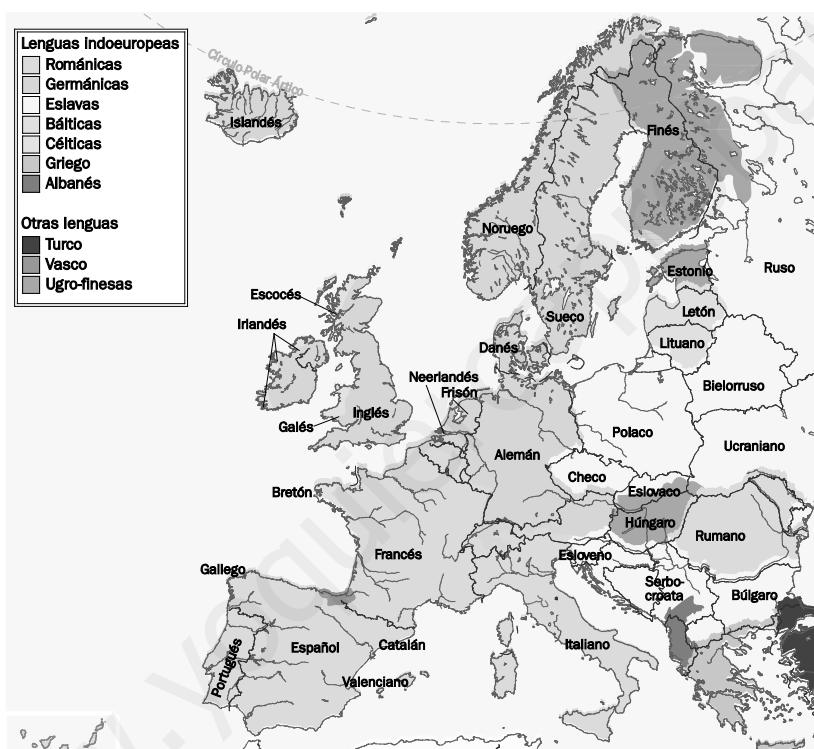 Lenguas indoeuropeas
Románicas
Germánicas
Eslavas
Bálticas
Célticas
Griego
Albanés
Otras lenguas
Turco
Vasco
Ugro-finesas
Círculo Polar Ártico
Islandés
Finés
Noruego
Ruso
Estonio
Escocés
Letón
Sueco
Irlandés
Lituano
Danés
Neerlandés
Frisón
Bielorruso
Inglés
Galés
Polaco
Ucraniano
Alemán
Checo
Bretón
Eslovaco
Húngaro
Rumano
Francés
Esloveno
Gallego
Serbo-
croata
Búlgaro
Portugués
Español
Catalán
Italiano
Valenciano